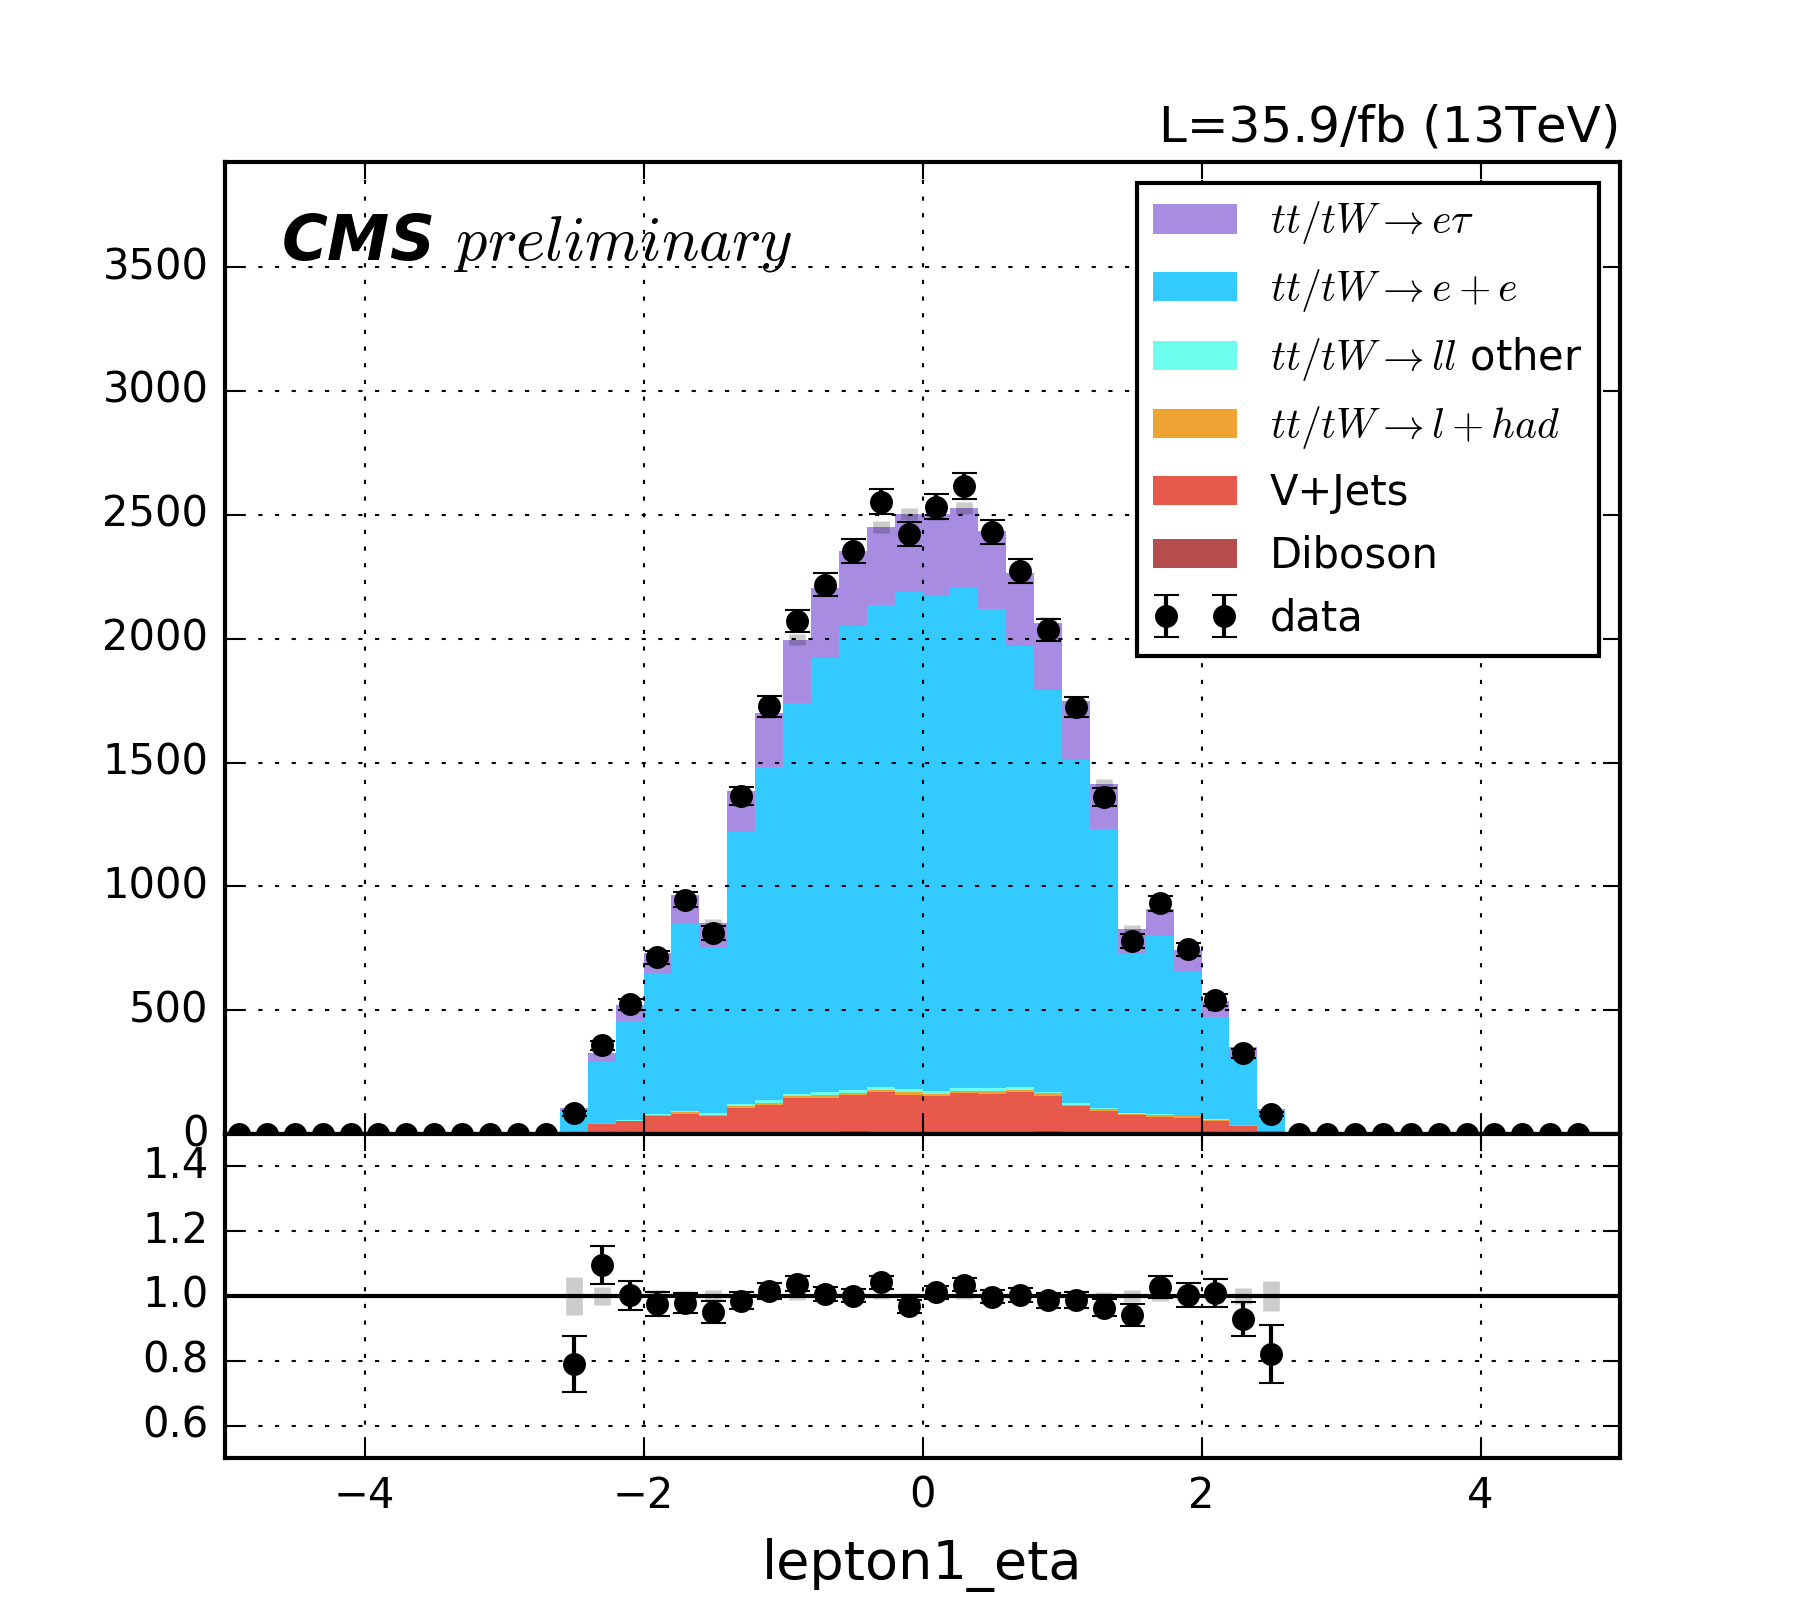 L=35.9/fb (13TeV)
CMS preliminary
tt/tW→eτ
tt/tW→e+e
tt/tW→ll other
tt/tW→l+had
V+Jets
Diboson
data
3500
3000
2500
2000
1500
1000
500
0
1.4
1.2
1.0
0.8
0.6
−4 −2 0 2 4
lepton1_eta